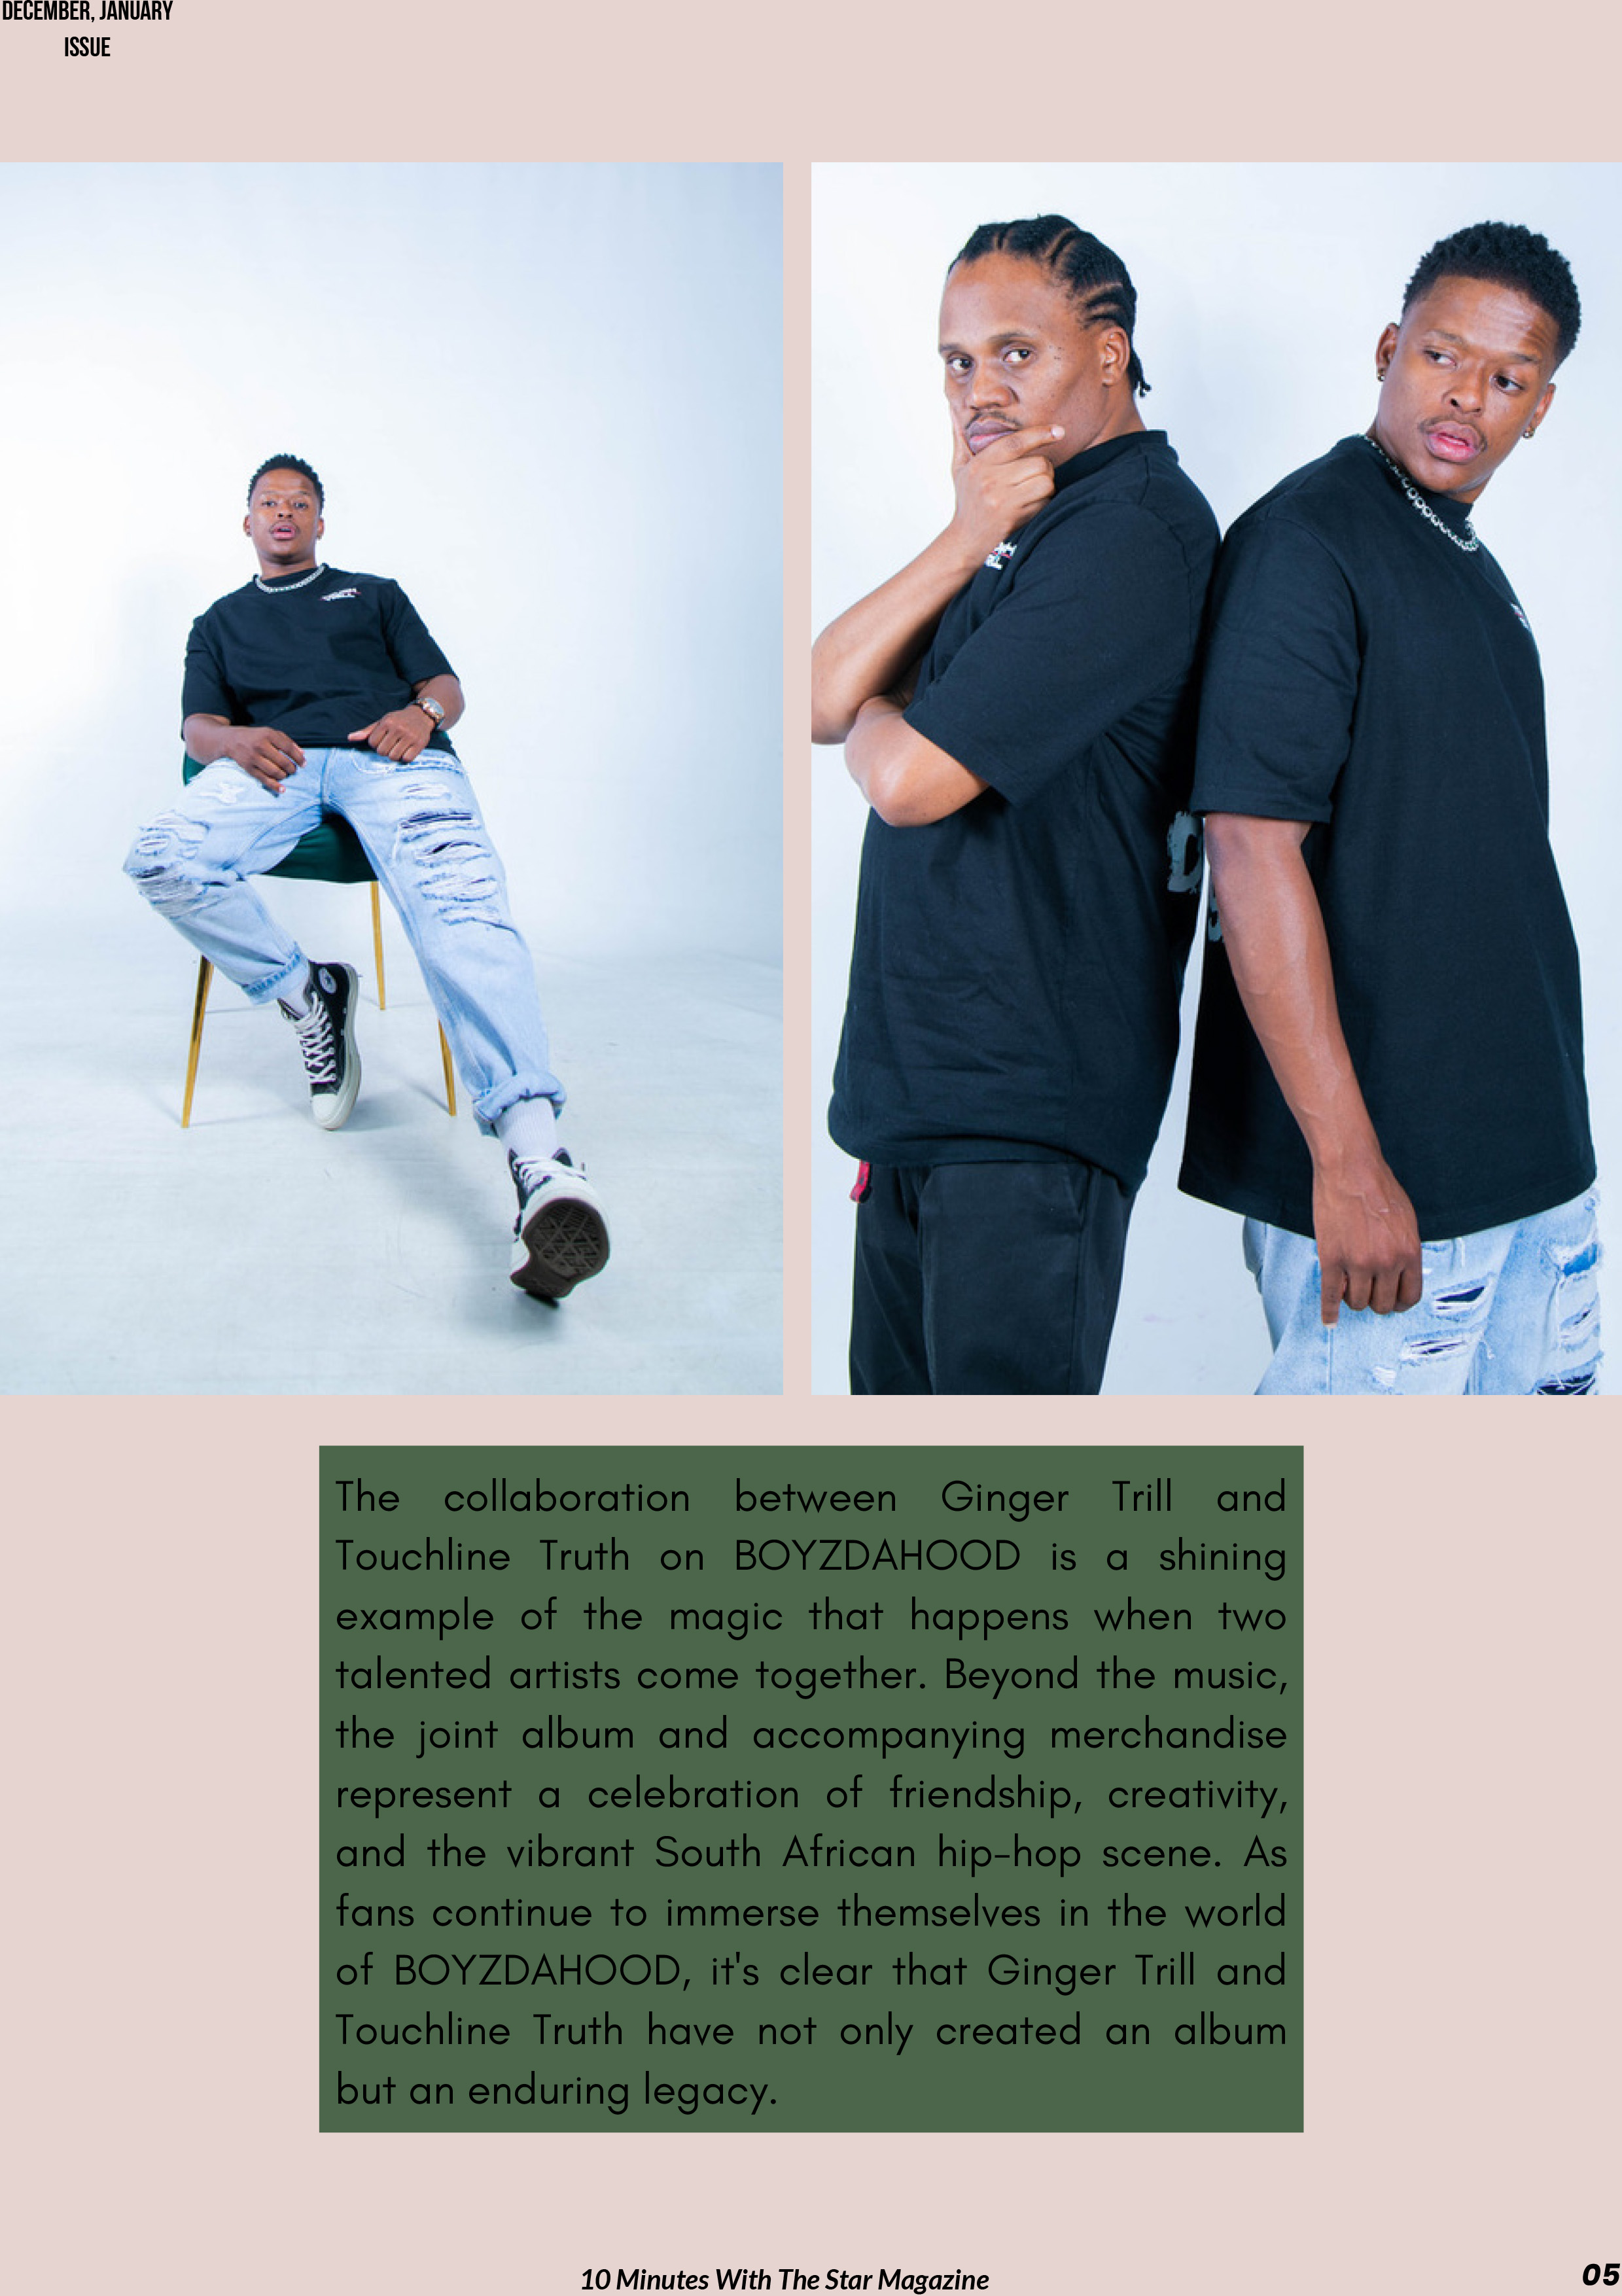 DECEMBER, JANUARY
ISSUE
The collaboration between Ginger Trill and
Touchline Truth on BOYZDAHOOD is a shining
example of the magic that happens when two
talented artists come together. Beyond the music,
the joint album and accompanying merchandise
represent a celebration of friendship, creativity,
and the vibrant South African hip-hop scene. As
fans continue to immerse themselves in the world
of BOYZDAHOOD, it's clear that Ginger Trill and
Touchline Truth have not only created an album
but an enduring legacy.
10 Minutes With The Star Magazine
05